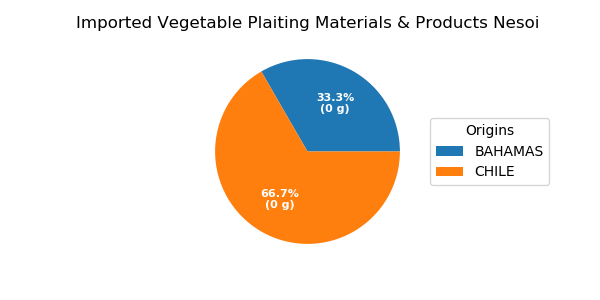 Imported Vegetable Plaiting Materials & Products Nesoi
33.3%
(0 g)
66.7%
(0 g)
Origins
BAHAMAS
CHILE